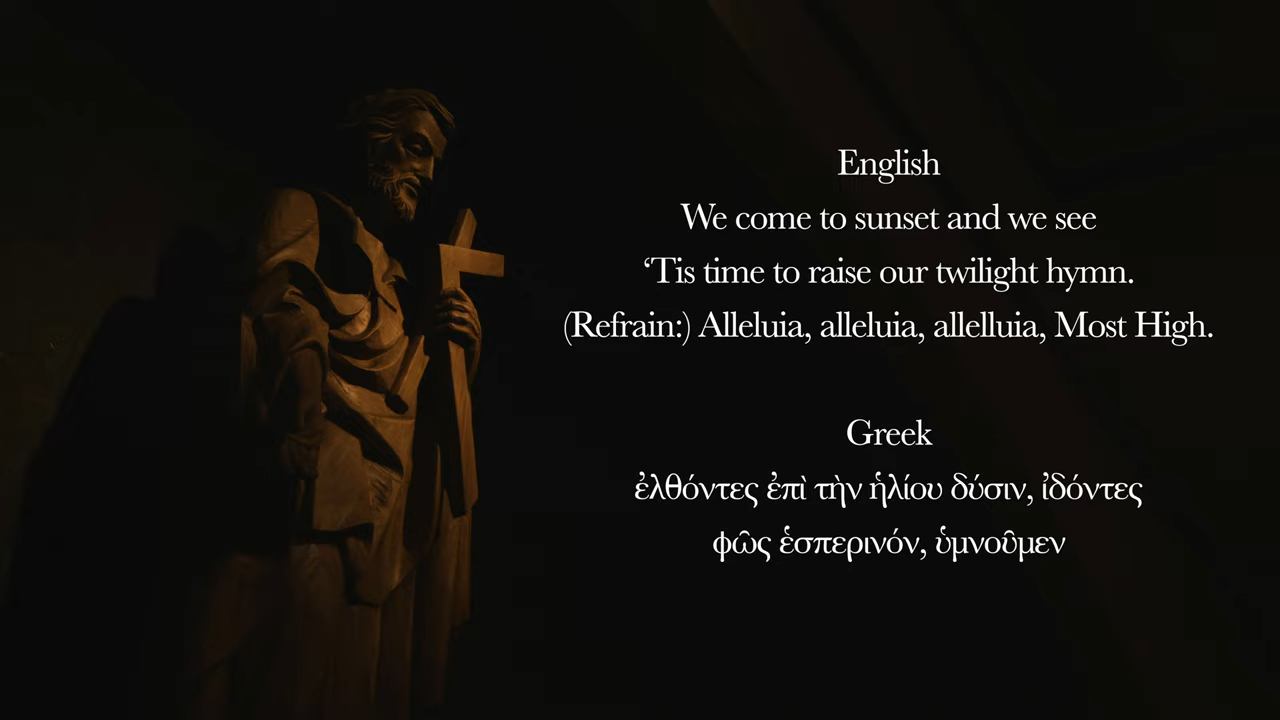 English
We come to sunset and we see
‘Tis time to raise our twilight hymn.
(Refrain:) Alleluia, alleluia, allelluia, Most High.
Greek
ἐλθόντες ἐπὶ τὴν ἡλίου δύσιν, ἰδόντες
φῶς ἑσπερινόν, ὑμνοῦμεν